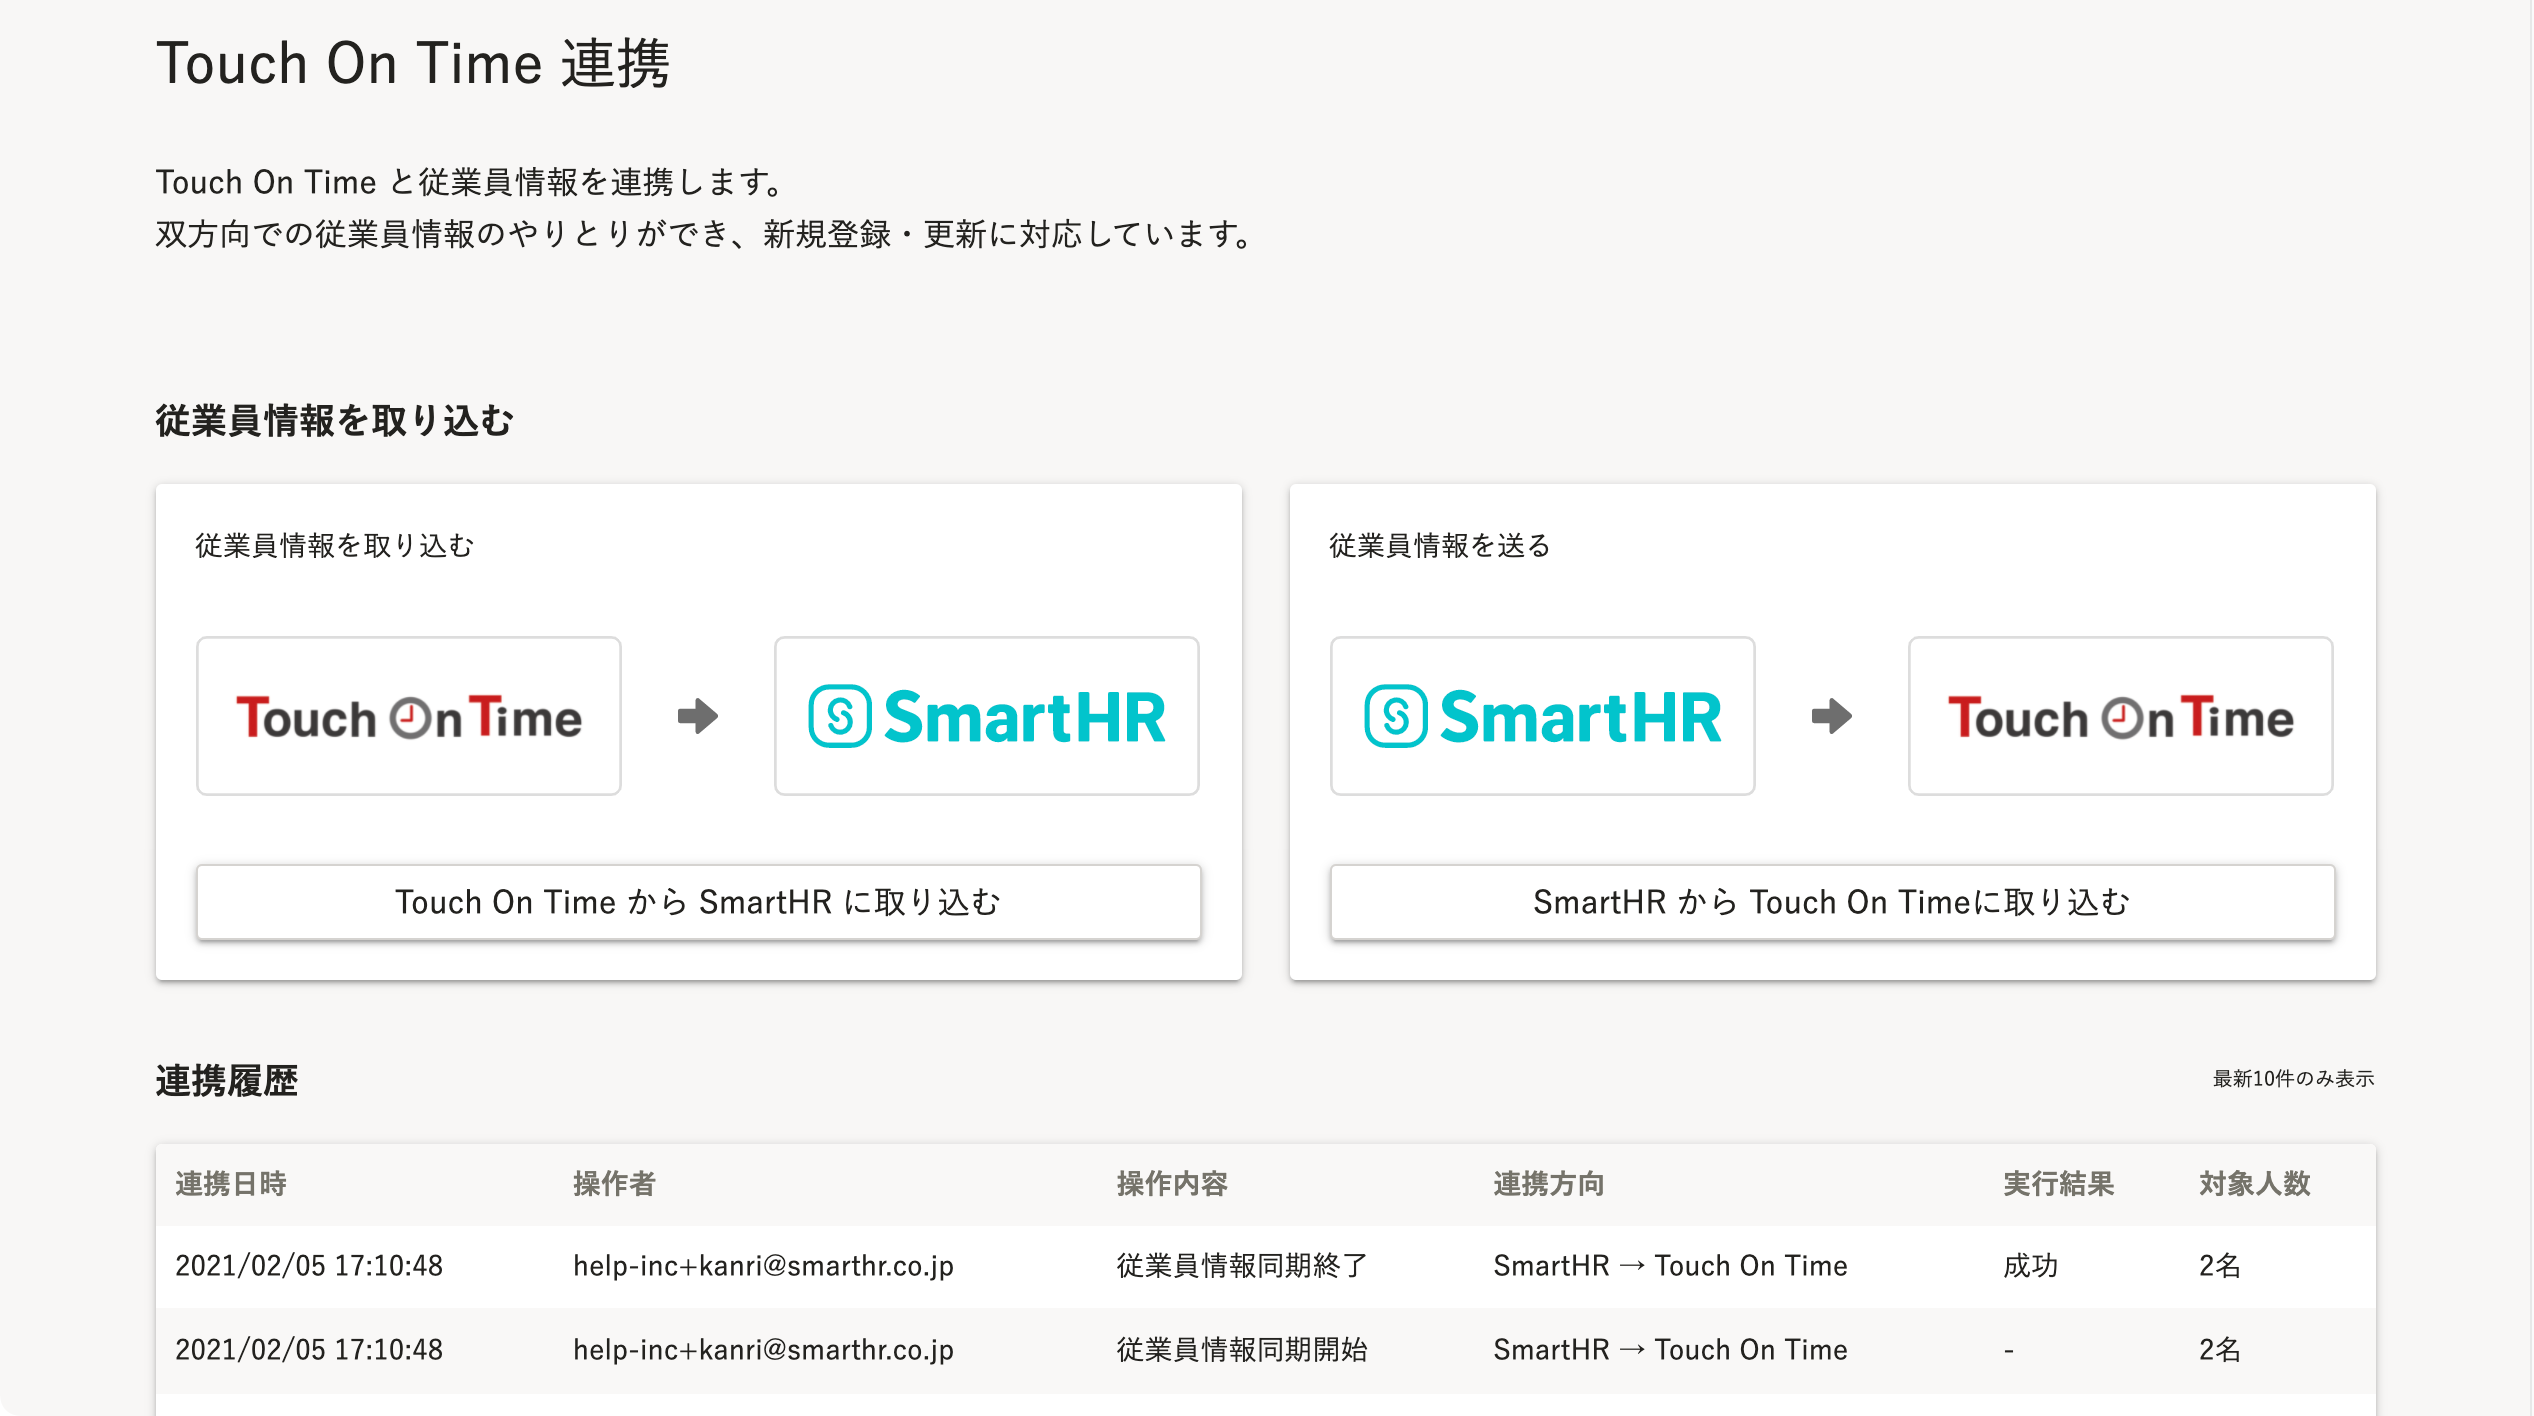 Touch On Time 連携
Touch On Time と従業員情報を連携します。
双方向での従業員情報のやりとりができ、新規登録・更新に対応しています。
従業員情報を取り込む
従業員情報を取り込む
Touch On Time
SmartHR
Touch On Time から SmartHR に取り込む
従業員情報を送る
SmartHR
Touch On Time
SmartHR から Touch On Timeに取り込む
連携履歴
最新10件のみ表示
連携日時 操作者 操作内容 連携方向 実行結果 対象人数
2021/02/05 17:10:48 help-inc+kanri@smarthr.co.jp 従業員情報同期終了 SmartHR → Touch On Time 成功 2名
2021/02/05 17:10:48 help-inc+kanri@smarthr.co.jp 従業員情報同期開始 SmartHR → Touch On Time - 2名